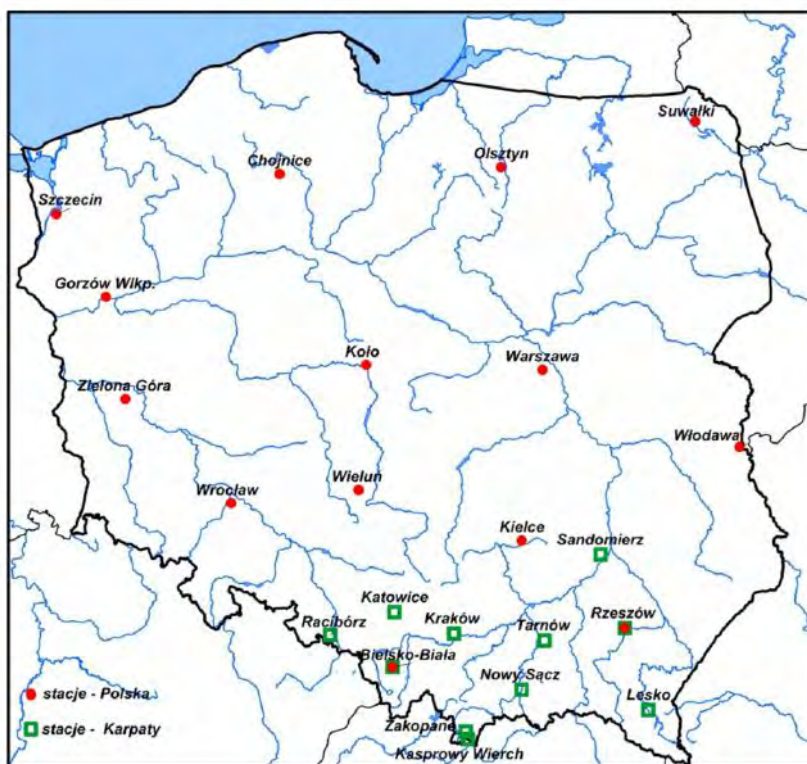 Suwałki
Olsztyn
Chojnice
Szczecin
Gorzów Wlkp.
Koło
Warszawa
Zielona Góra
Włodawa
Wieluń
Wrocław
Kielce
Sandomierz
Katowice
Racibórz
Kraków
Tarnów
Rzeszów
Bielsko-Biała
Nowy Sącz
Lesko
stacje - Polska
stacje - Karpaty
Zakopane
Kasprowy Wierch